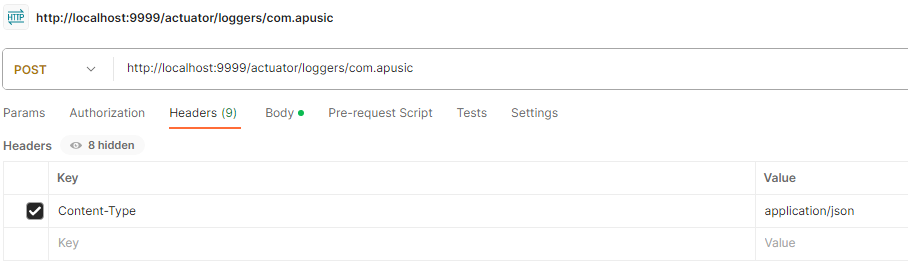 HTTP http://localhost:9999/actuator/loggers/com.apusic
POST http://localhost:9999/actuator/loggers/com.apusic
Params Authorization Headers (9) Body Pre-request Script Tests Settings
Headers 8 hidden
Key Value
Content-Type application/json
Key Value